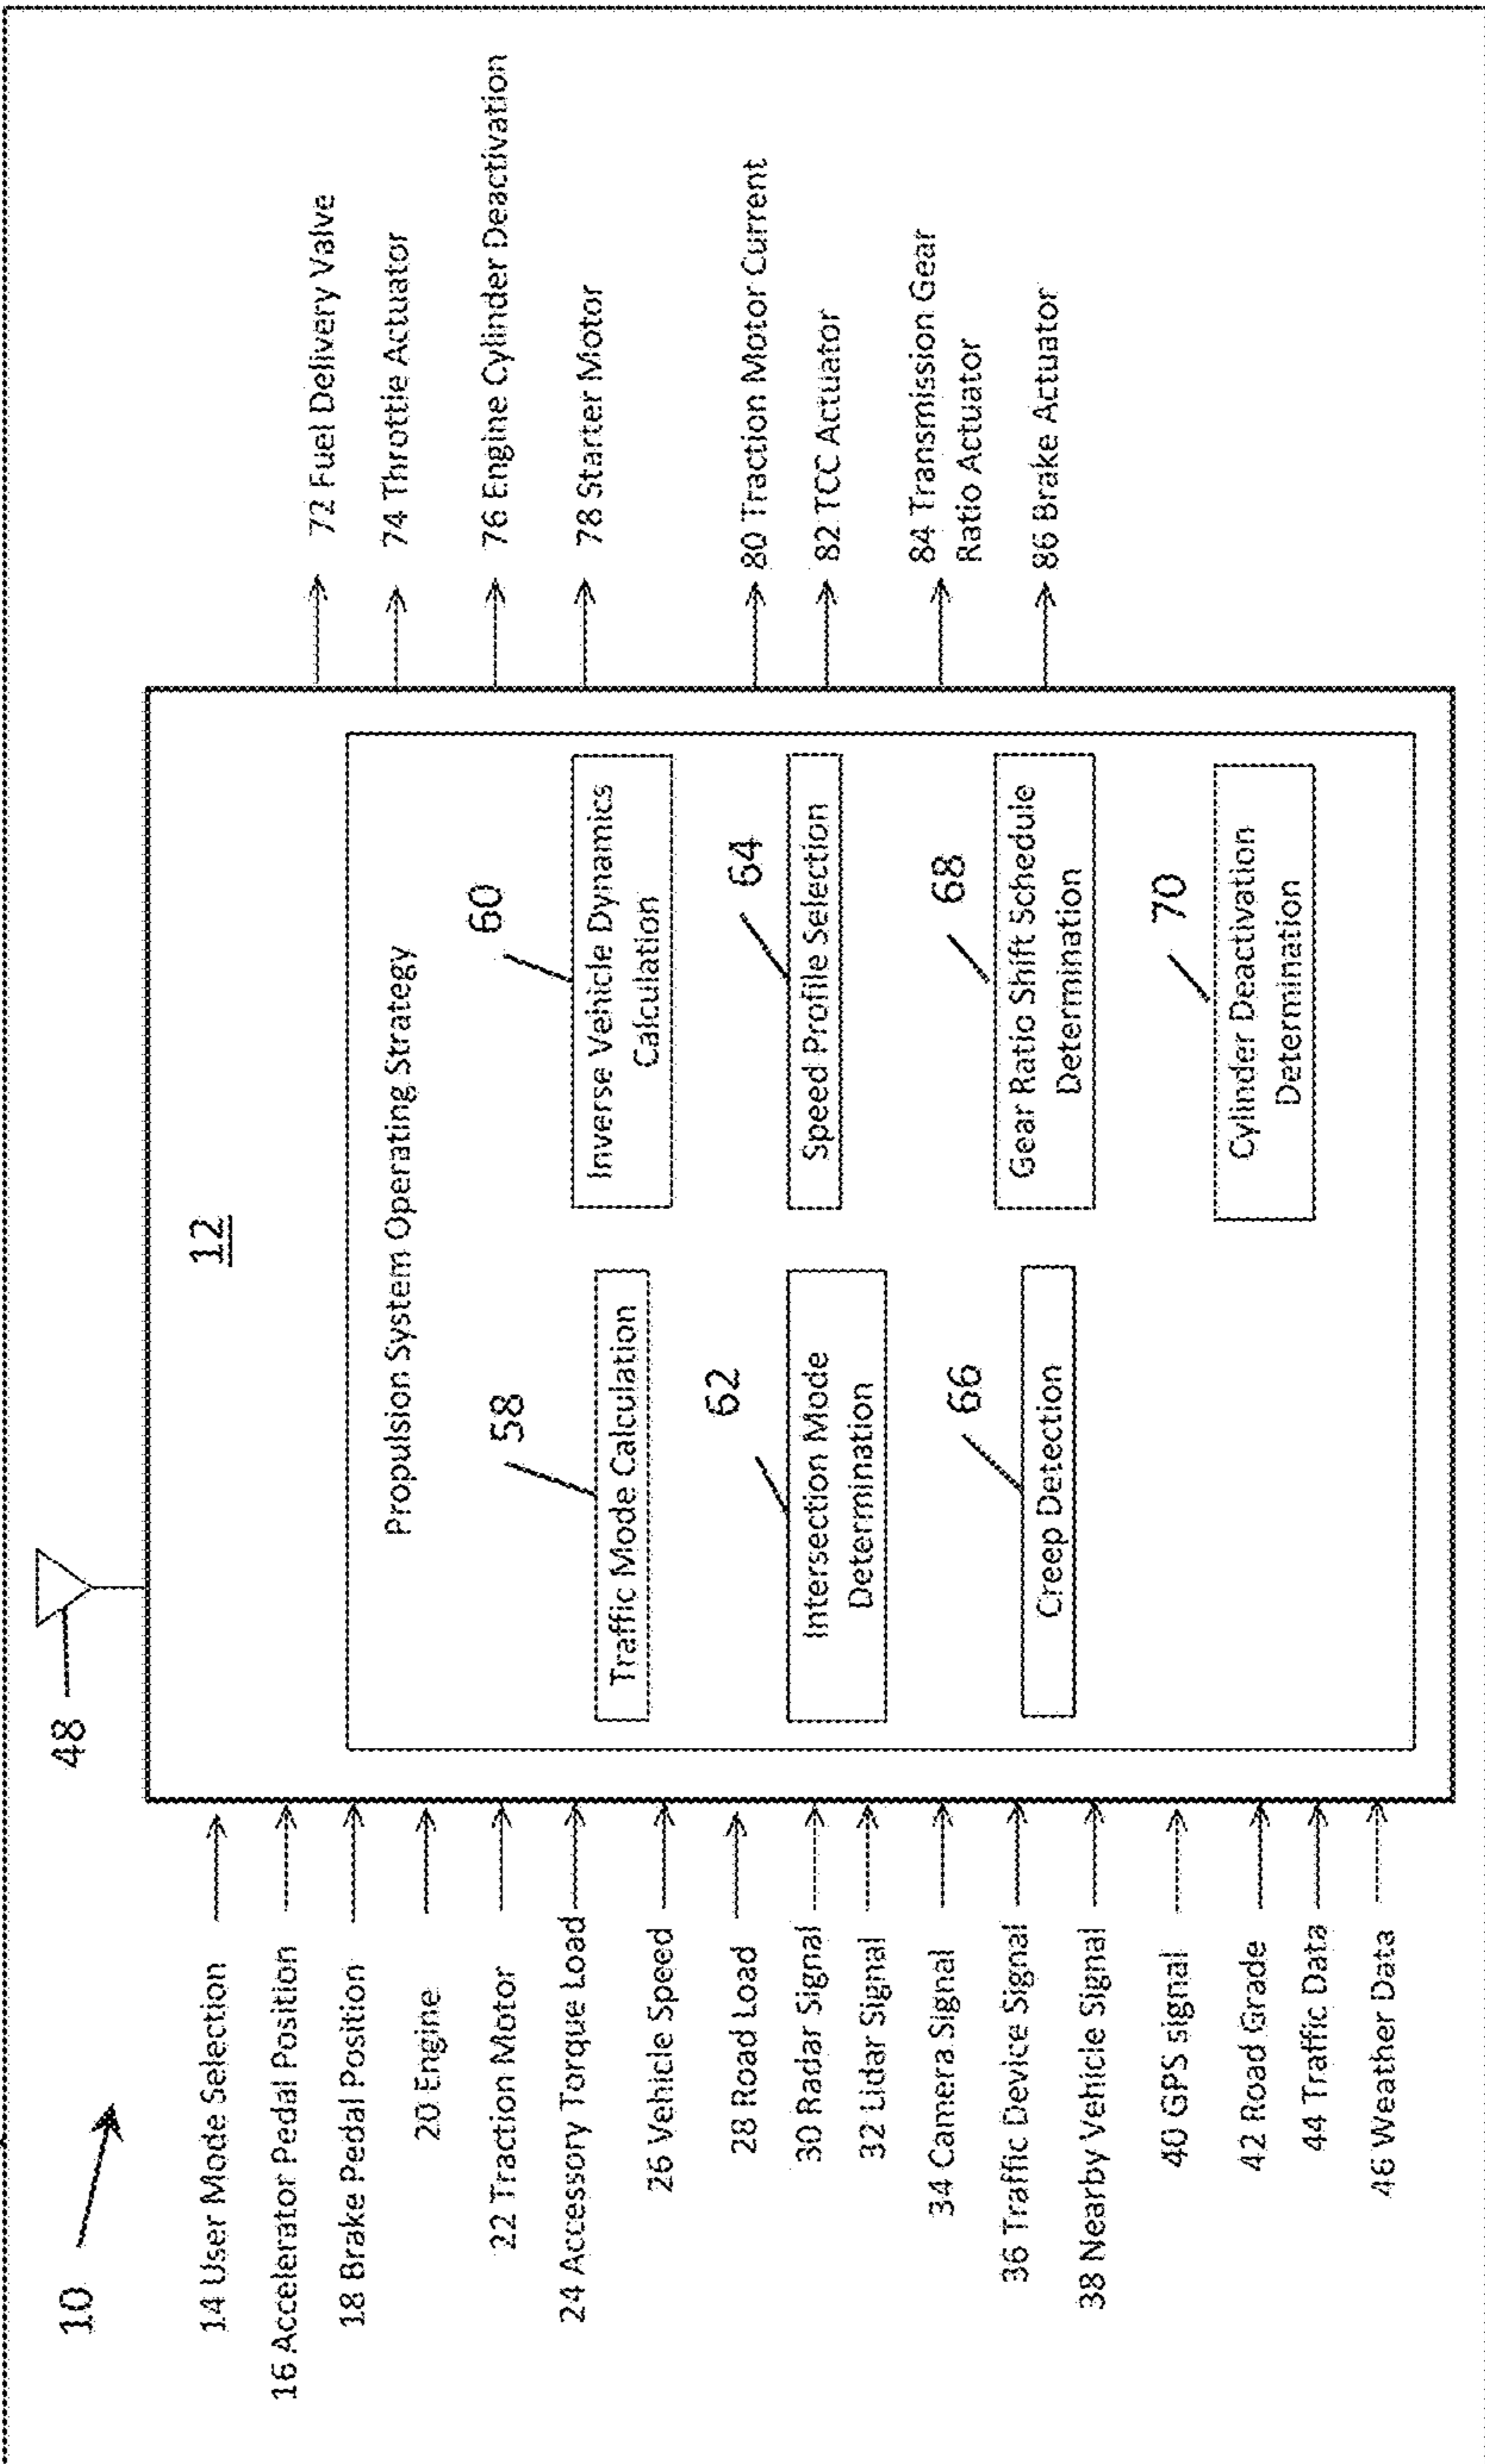 10
48
12
14 User Mode Selection
16 Accelerator Pedal Position
18 Brake Pedal Position
20 Engine
22 Traction Motor
24 Accessory Torque Load
26 Vehicle Speed
28 Road Load
30 Radar Signal
32 Lidar Signal
34 Camera Signal
36 Traffic Device Signal
38 Nearby Vehicle Signal
40 GPS signal
42 Road Grade
44 Traffic Data
46 Weather Data
Propulsion System Operating Strategy
58
Traffic Mode Calculation
60
Inverse Vehicle Dynamics
Calculation
62
Intersection Mode
Determination
64
Speed Profile Selection
66
Creep Detection
68
Gear Ratio Shift Schedule
Determination
70
Cylinder Deactivation
Determination
72 Fuel Delivery Valve
74 Throttle Actuator
76 Engine Cylinder Deactivation
78 Starter Motor
80 Traction Motor Current
82 TCC Actuator
84 Transmission Gear
Ratio Actuator
86 Brake Actuator